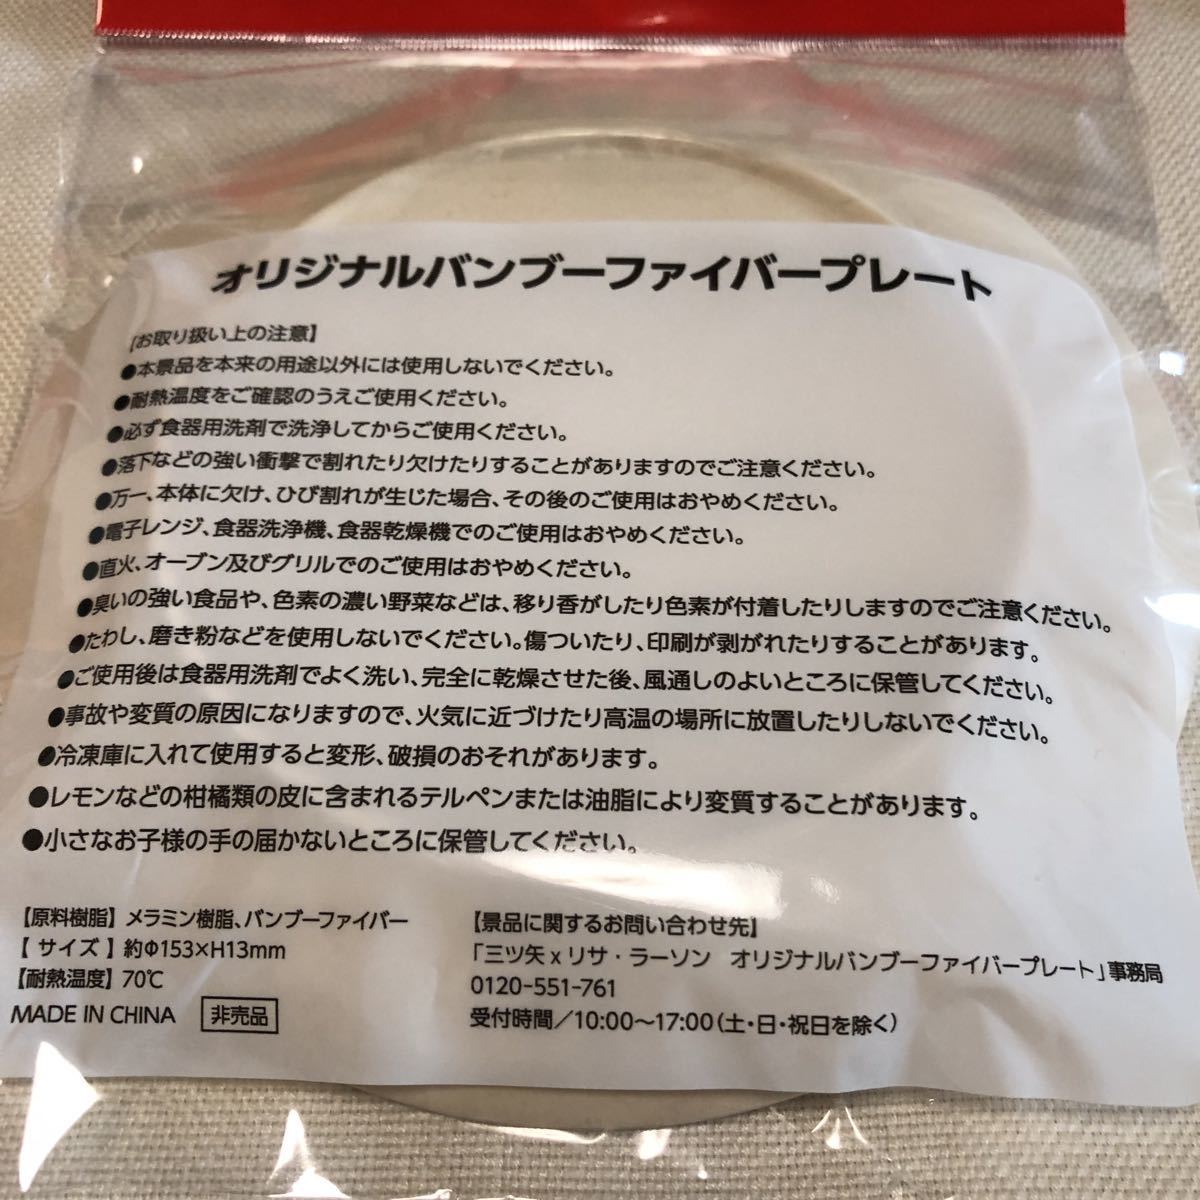 オリジナルバンブーファイバープレート
【お取り扱い上の注意】
●本景品を本来の用途以外には使用しないでください。
●耐熱温度をご確認のうえご使用ください。
●必ず食器用洗剤で洗浄してからご使用ください。
●落下などの強い衝撃で割れたり欠けたりすることがありますのでご注意ください。
●万一、本体に欠け、ひび割れが生じた場合、その後のご使用はおやめください。
●電子レンジ、食器洗浄機、食器乾燥機でのご使用はおやめください。
●直火、オーブン及びグリルでのご使用はおやめください。
●臭いの強い食品や、色素の濃い野菜などは、移り香がしたり色素が付着したりしますのでご注意ください。
●たわし、磨き粉などを使用しないでください。傷ついたり、印刷が剥がれたりすることがあります。
●ご使用後は食器用洗剤でよく洗い、完全に乾燥させた後、風通しのよいところに保管してください。
●事故や変質の原因になりますので、火気に近づけたり高温の場所に放置したりしないでください。
●冷凍庫に入れて使用すると変形、破損のおそれがあります。
●レモンなどの柑橘類の皮に含まれるテルペンまたは油脂により変質することがあります。
●小さなお子様の手の届かないところに保管してください。
【原料樹脂】メラミン樹脂、バンブーファイバー
【 サイズ 】約Φ153×H13mm
【耐熱温度】70℃
MADE IN CHINA 非売品
【景品に関するお問い合わせ先】
「三ツ矢 x リサ・ラーソン オリジナルバンブーファイバープレート」事務局
0120-551-761
受付時間/10:00〜17:00（土・日・祝日を除く）